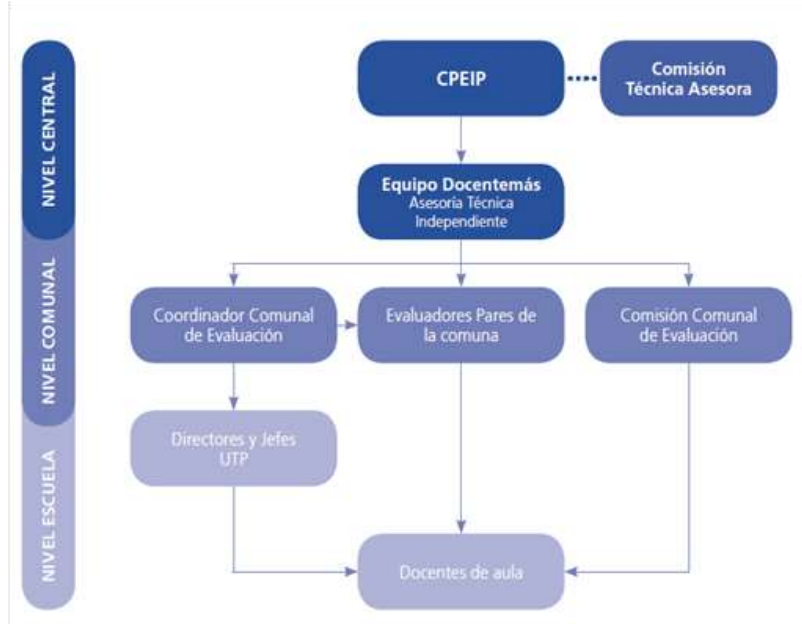 NIVEL CENTRAL
NIVEL COMUNAL
NIVEL ESCUELA
CPEIP
Comisión
Técnica Asesora
Equipo Docentemás
Asesoría Técnica
Independiente
Coordinador Comunal
de Evaluación
Evaluadores Pares de
la comuna
Comisión Comunal
de Evaluación
Directores y Jefes
UTP
Docentes de aula